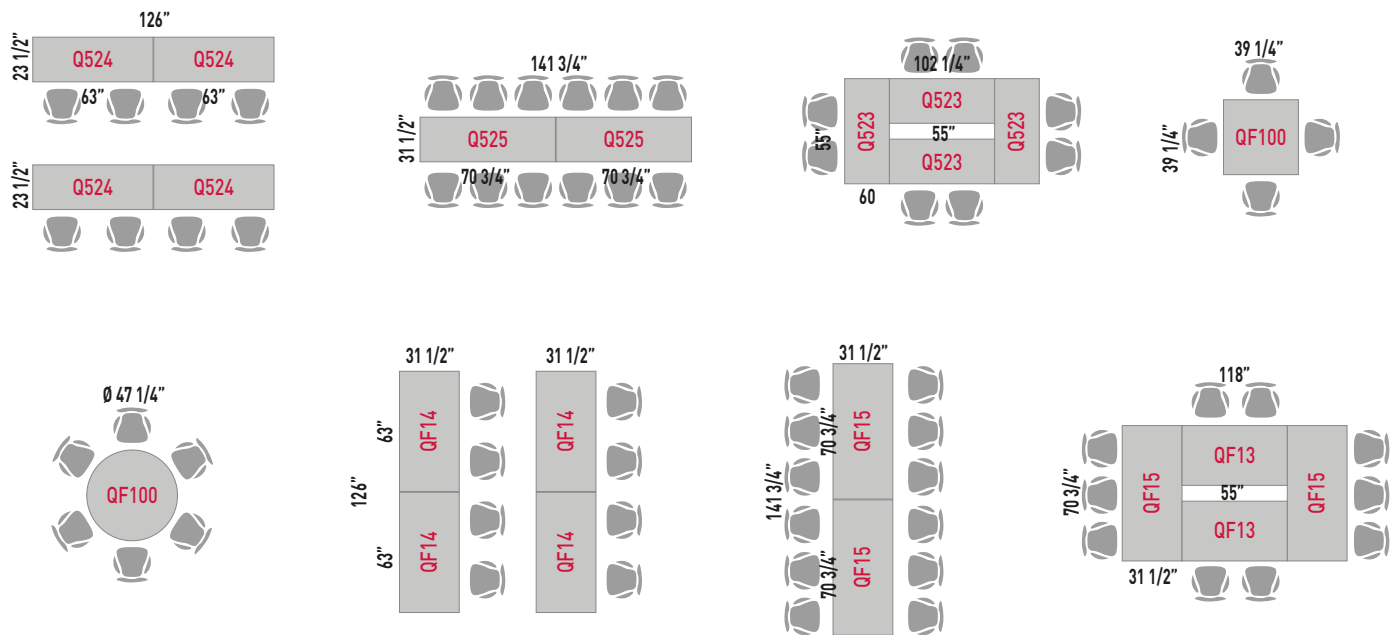 126”
23 1/2”
Q524 Q524
63” 63”
23 1/2”
Q524 Q524
141 3/4”
31 1/2”
Q525 Q525
70 3/4” 70 3/4”
102 1/4”
55”
Q523
Q523
55”
Q523
Q523
60
39 1/4”
39 1/4”
QF100
Ø 47 1/4”
QF100
31 1/2” 31 1/2”
63”
QF14 QF14
126”
63”
QF14 QF14
31 1/2”
70 3/4”
QF15
141 3/4”
70 3/4”
QF15
118”
70 3/4”
QF15
QF13
55”
QF13
QF15
31 1/2”